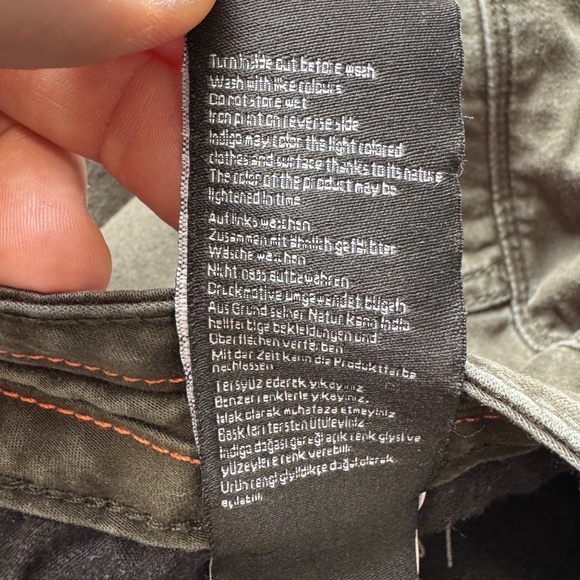 Turn inside out before wash
Wash with like colours
Do not store wet
Iron print on reverse side
Indigo may color the light colored
clothes and surface thanks to its nature
The color of the product may be
lightened in time
Auf links waschen
Zusammen mit ähnlich gefärbter
Wäsche waschen
Nicht nass aufbewahren
Druckmotive umgewendet bügeln
Aus Grund seiner Natur kann Indio
hellfarbige bekleidungen und
Oberflächen verfärben
Mit der Zeit kann die Produktfarbe
nachlassen
Tersyüz ederek yıkayınız
Benzer renklerle yıkayınız,
Islak olarak muhafaza etmeyiniz
Baskıları tersten ütüleyiniz
Indigo doğası gereği açık renk giysi ve
yüzeylere renk verebilir
Ürün rengi giyildikçe doğal olarak
açılabilir